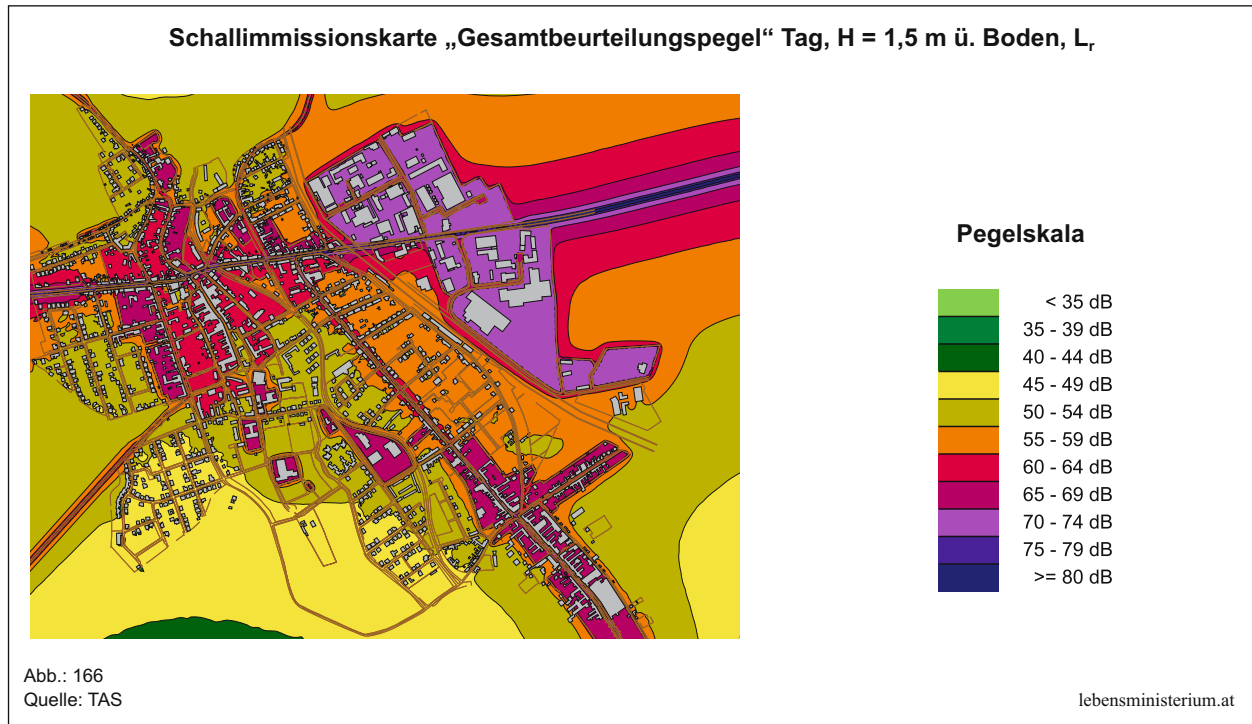 Schallimmissionskarte „Gesamtbeurteilungspegel“ Tag, H = 1,5 m ü. Boden, Lr
Pegelskala
< 35 dB
35 - 39 dB
40 - 44 dB
45 - 49 dB
50 - 54 dB
55 - 59 dB
60 - 64 dB
65 - 69 dB
70 - 74 dB
75 - 79 dB
>= 80 dB
Abb.: 166
Quelle: TAS
lebensministerium.at